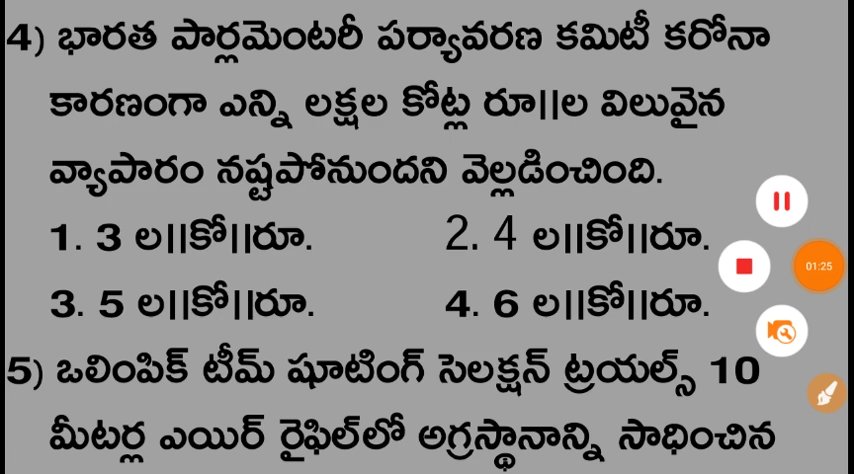 4) భారత పార్లమెంటరీ పర్యావరణ కమిటీ కరోనా
కారణంగా ఎన్ని లక్షల కోట్ల రూ||ల విలువైన
వ్యాపారం నష్టపోనుందని వెల్లడించింది.
1. 3 ల||కో||రూ. 2. 4 ల||కో||రూ.
3. 5 ల||కో||రూ. 4. 6 ల||కో||రూ.
01:25
5) ఒలింపిక్ టీమ్ షూటింగ్ సెలక్షన్ ట్రయల్స్ 10
మీటర్ల ఎయిర్ రైఫిల్‌లో అగ్రస్థానాన్ని సాధించిన